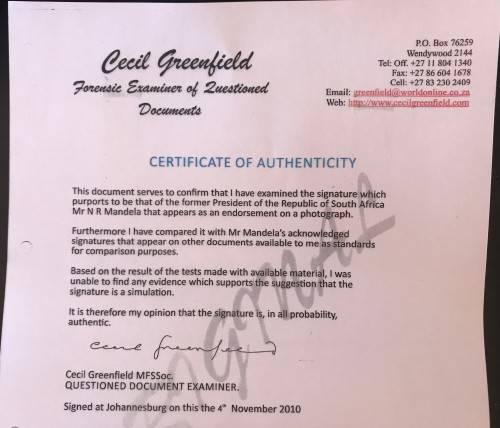 P.O. Box 76259
Wendywood 2144
Tel: Off. +27 11 804 1340
Fax: +27 86 604 1678
Cell: +27 83 230 2409
Email: greenfield@worldonline.co.za
Web: http://www.cecilgreenfield.com
Cecil Greenfield
Forensic Examiner of Questioned
Documents
CERTIFICATE OF AUTHENTICITY
This document serves to confirm that I have examined the signature which
purports to be that of the former President of the Republic of South Africa
Mr N R Mandela that appears as an endorsement on a photograph.
Furthermore I have compared it with Mr Mandela's acknowledged
signatures that appear on other documents available to me as standards
for comparison purposes.
Based on the result of the tests made with available material, I was
unable to find any evidence which supports the suggestion that the
signature is a simulation.
It is therefore my opinion that the signature is, in all probability,
authentic.
Cecil Greenfield
Cecil Greenfield MFSSoc.
QUESTIONED DOCUMENT EXAMINER.
Signed at Johannesburg on this the 4th November 2010
ORIGINAL